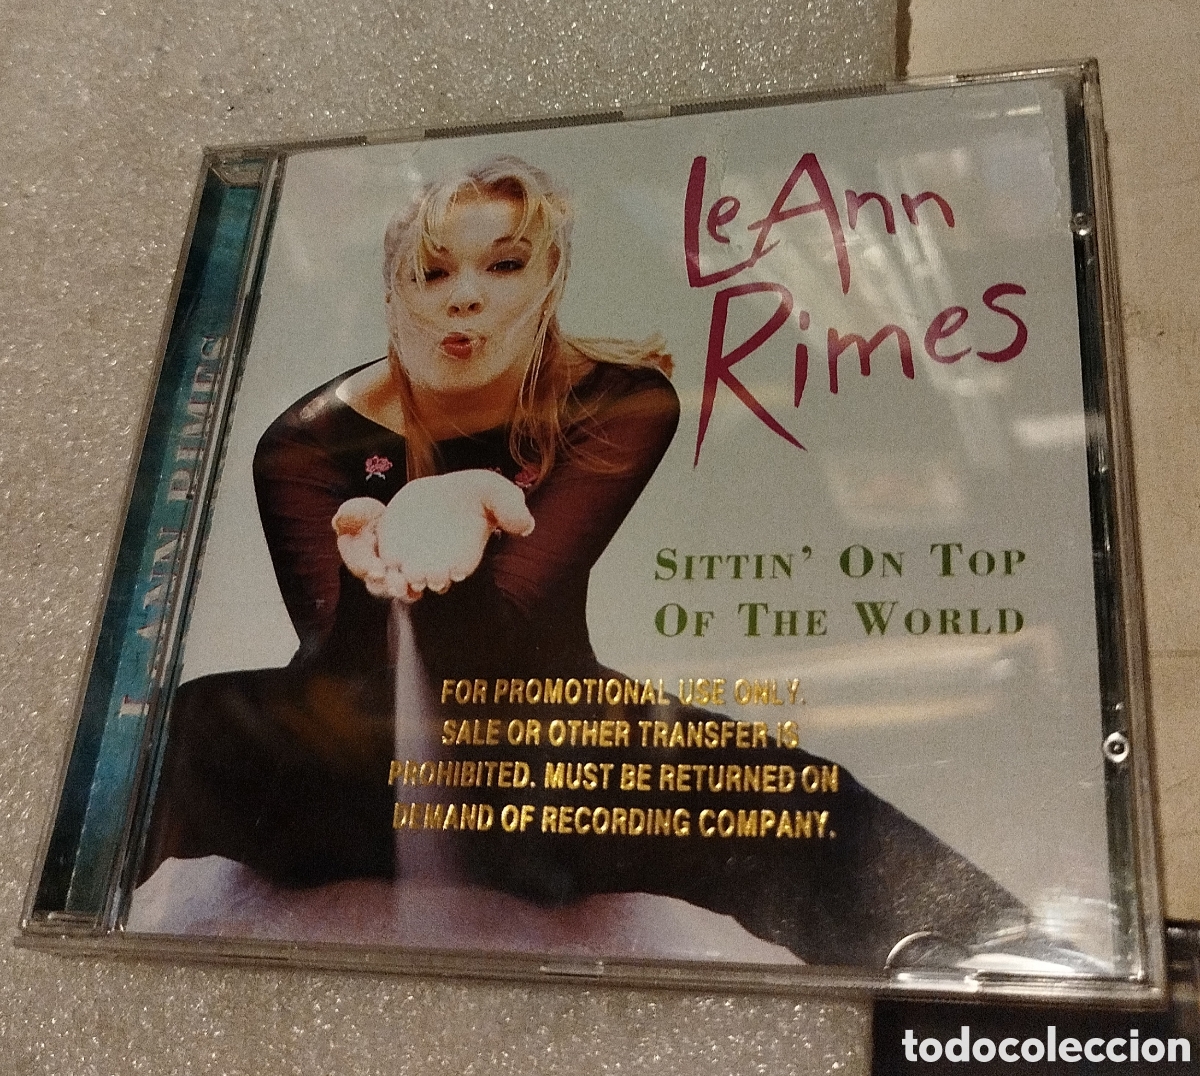 LeAnn
Rimes
LEANN RIMES
SITTIN' ON TOP
OF THE WORLD
FOR PROMOTIONAL USE ONLY.
SALE OR OTHER TRANSFER IS
PROHIBITED. MUST BE RETURNED ON
DEMAND OF RECORDING COMPANY.
todocoleccion